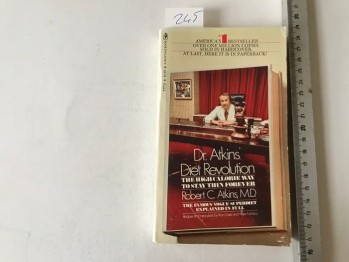 245
AMERICA'S #1 BESTSELLER
OVER ONE MILLION COPIES
SOLD IN HARDCOVER.
AT LAST, HERE IT IS IN PAPERBACK!
Dr. Atkins
Diet Revolution
THE HIGH CALORIE WAY
TO STAY THIN FOREVER
Robert C. Atkins, M.D.
THE FAMOUS VOGUE SUPERDIET
EXPLAINED IN FULL